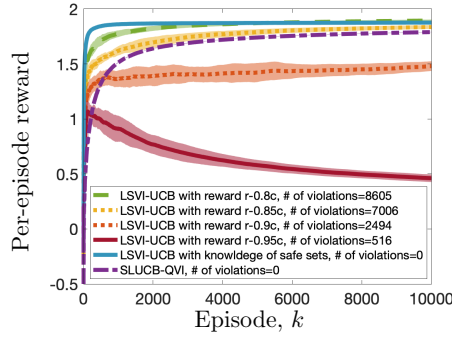 Per-episode reward
2
1.5
1
0.5
0
-0.5
LSVI-UCB with reward r-0.8c, # of violations=8605
LSVI-UCB with reward r-0.85c, # of violations=7006
LSVI-UCB with reward r-0.9c, # of violations=2494
LSVI-UCB with reward r-0.95c, # of violations=516
LSVI-UCB with knowldege of safe sets, # of violations=0
SLUCB-QVI, # of violations=0
0 2000 4000 6000 8000 10000
Episode, k